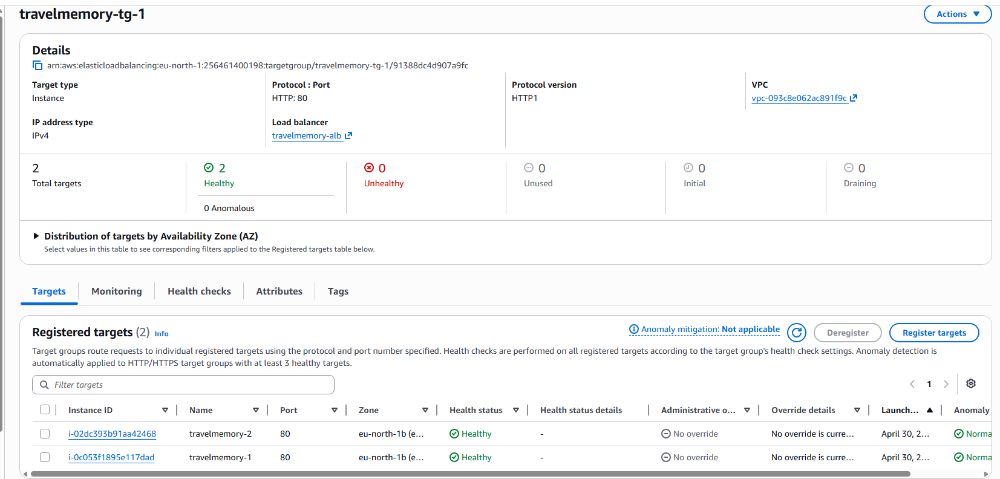 travelmemory-tg-1
Actions
Details
arn:aws:elasticloadbalancing:eu-north-1:256461400198:targetgroup/travelmemory-tg-1/91388dc4d907a9fc
Target type
Instance
Protocol : Port
HTTP: 80
Protocol version
HTTP1
VPC
vpc-093c8e062ac891f9c
IP address type
IPv4
Load balancer
travelmemory-alb
2
Total targets
2
Healthy
0 Anomalous
0
Unhealthy
0
Unused
0
Initial
0
Draining
Distribution of targets by Availability Zone (AZ)
Select values in this table to see corresponding filters applied to the Registered targets table below.
Targets Monitoring Health checks Attributes Tags
Registered targets (2) Info
Anomaly mitigation: Not applicable
Deregister
Register targets
Target groups route requests to individual registered targets using the protocol and port number specified. Health checks are performed on all registered targets according to the target group's health check settings. Anomaly detection is
automatically applied to HTTP/HTTPS target groups with at least 3 healthy targets.
Filter targets
1
Instance ID Name Port Zone Health status Health status details Administrative o... Override details Launch... Anomaly
i-02dc393b91aa42468 travelmemory-2 80 eu-north-1b (e... Healthy - No override No override is curre... April 30, 2... Norma
i-0c053f1895e117dad travelmemory-1 80 eu-north-1b (e... Healthy - No override No override is curre... April 30, 2... Norma